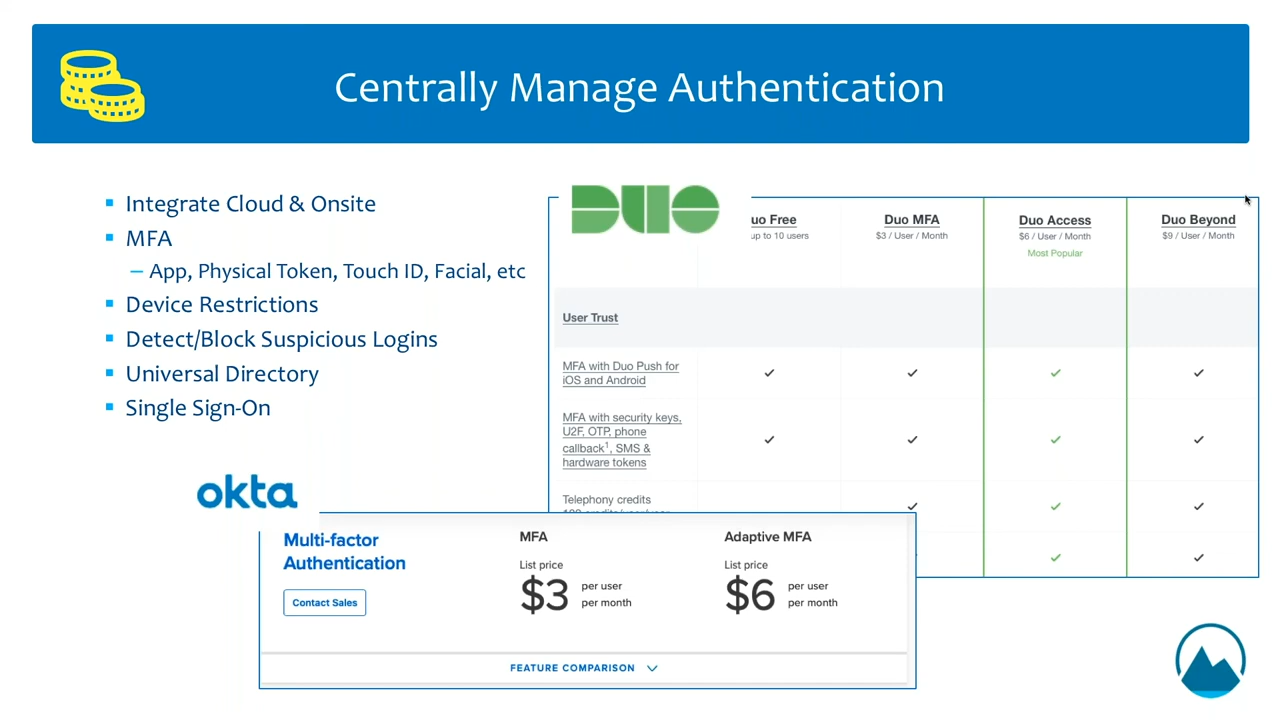 Centrally Manage Authentication
Integrate Cloud & Onsite
MFA
– App, Physical Token, Touch ID, Facial, etc
Device Restrictions
Detect/Block Suspicious Logins
Universal Directory
Single Sign-On
DUO
uo Free
up to 10 users
Duo MFA
$3 / User / Month
Duo Access
$6 / User / Month
Most Popular
Duo Beyond
$9 / User / Month
User Trust
MFA with Duo Push for
iOS and Android
MFA with security keys,
U2F, OTP, phone
callback¹, SMS &
hardware tokens
Telephony credits
okta
Multi-factor
Authentication
Contact Sales
MFA
List price
$3 per user
per month
Adaptive MFA
List price
$6 per user
per month
FEATURE COMPARISON